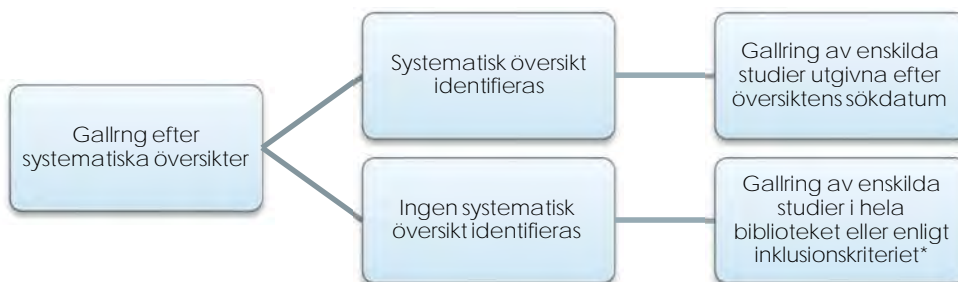 Gallrng efter
systematiska översikter
Systematisk översikt
identifieras
Gallring av enskilda
studier utgivna efter
översiktens sökdatum
Ingen systematisk
översikt identifieras
Gallring av enskilda
studier i hela
biblioteket eller enligt
inklusionskriteriet*